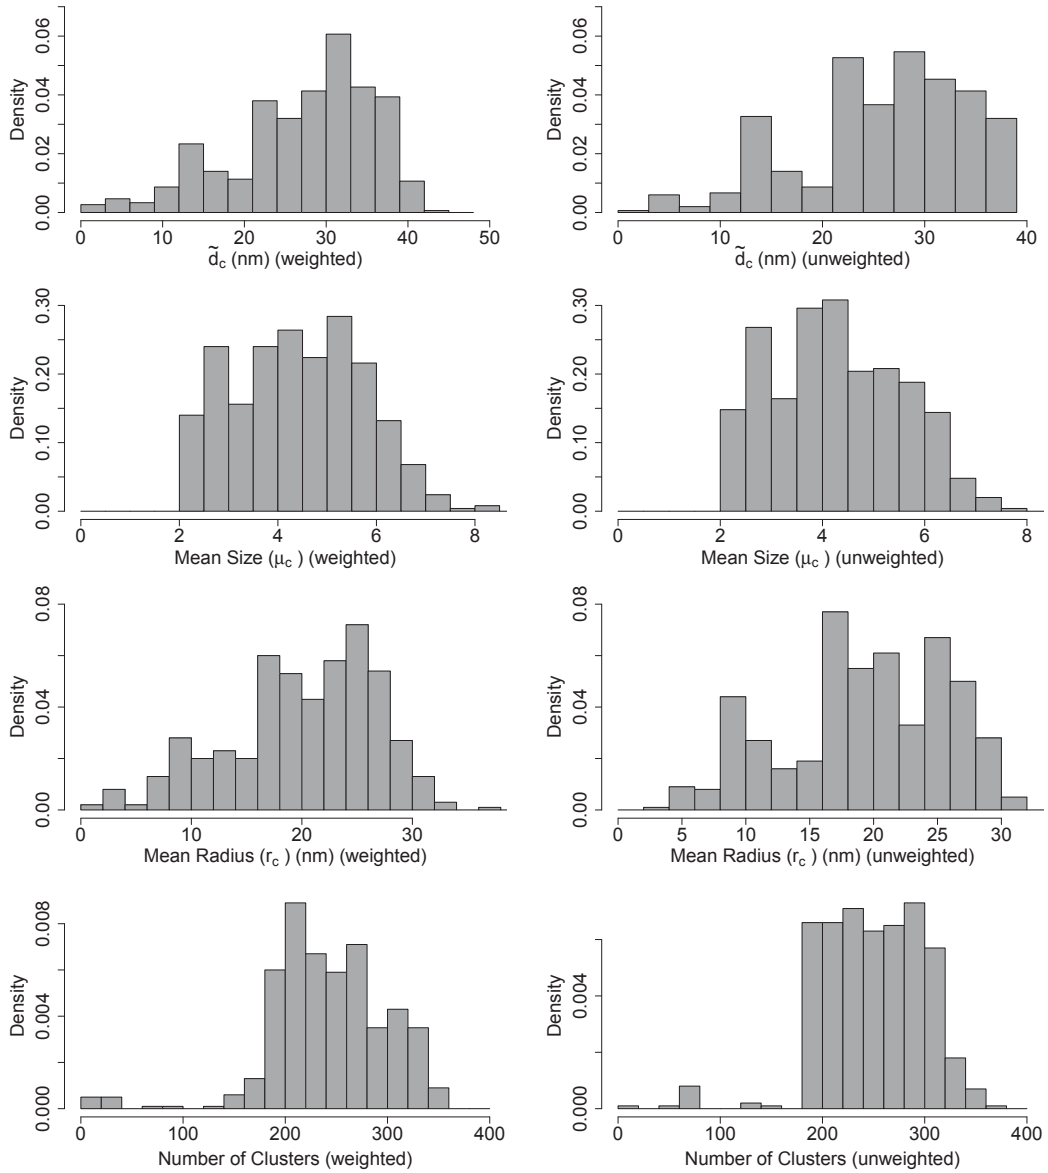 0.00 0.02 0.04 0.06
Density
0 10 20 30 40 50
d̃c (nm) (weighted)
0.00 0.02 0.04 0.06
Density
0 10 20 30 40
d̃c (nm) (unweighted)
0.00 0.10 0.20 0.30
Density
0 2 4 6 8
Mean Size (μc ) (weighted)
0.00 0.10 0.20 0.30
Density
0 2 4 6 8
Mean Size (μc ) (unweighted)
0.00 0.04 0.08
Density
0 10 20 30
Mean Radius (rc ) (nm) (weighted)
0.00 0.04 0.08
Density
0 5 10 15 20 25 30
Mean Radius (rc ) (nm) (unweighted)
0.000 0.004 0.008
Density
0 100 200 300 400
Number of Clusters (weighted)
0.000 0.004
Density
0 100 200 300 400
Number of Clusters (unweighted)